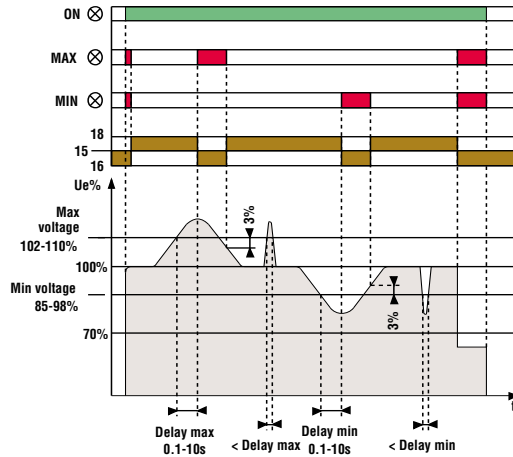 ON
MAX
MIN
18
15
16
Ue%
Max
voltage
102-110%
3%
100%
Min voltage
85-98%
3%
70%
t
Delay max
0.1-10s
< Delay max
Delay min
0.1-10s
< Delay min